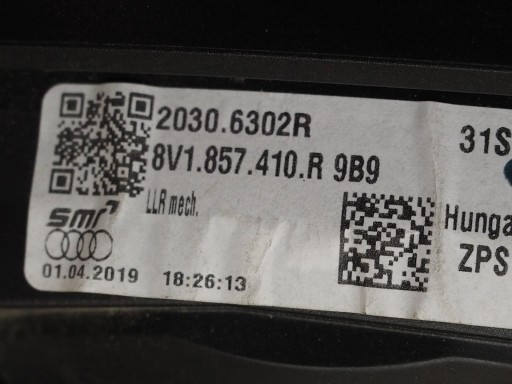 2030.6302R
31S
8V1.857.410.R 9B9
LLR mech.
smr
Hunga
ZPS
01.04.2019 18:26:13